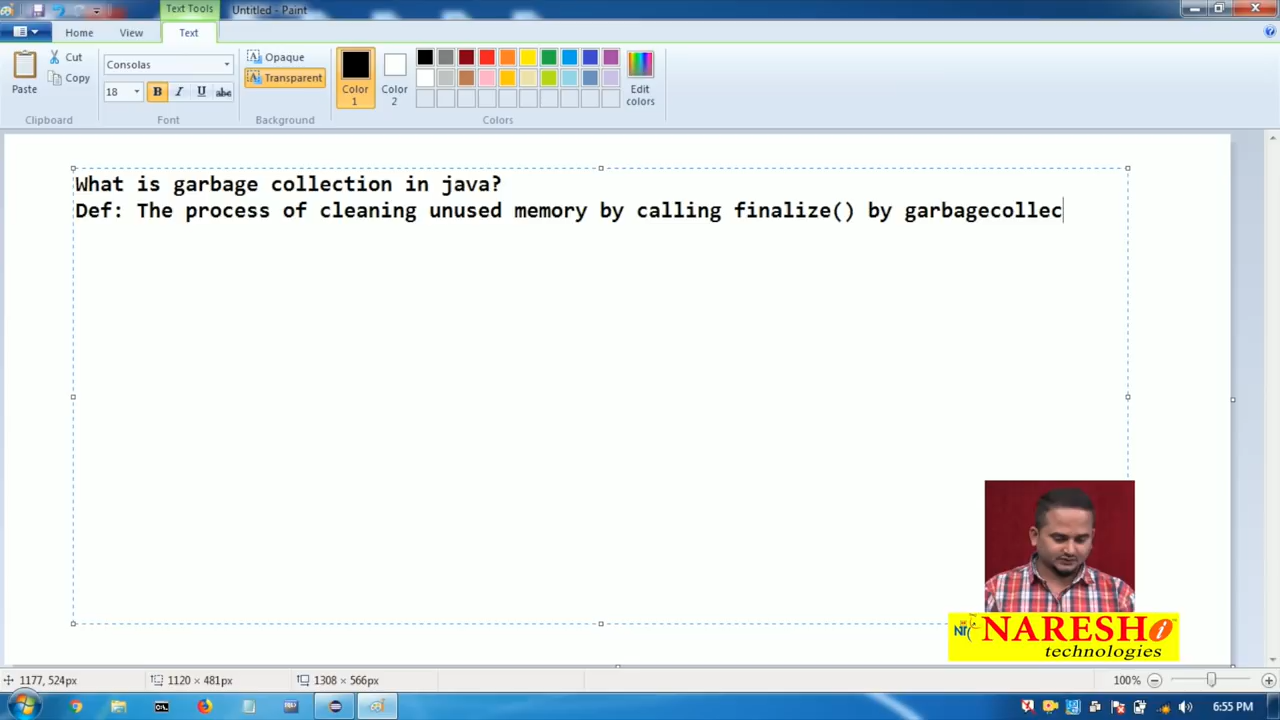 Text Tools
Untitled - Paint
Home
View
Text
Cut
Copy
Paste
Clipboard
Consolas
18
B I U abc
Font
A Opaque
A Transparent
Background
Color 1
Color 2
Edit colors
Colors
What is garbage collection in java?
Def: The process of cleaning unused memory by calling finalize() by garbagecollec
NARESH i
technologies
1177, 524px
1120 × 481px
1308 × 566px
100%
6:55 PM